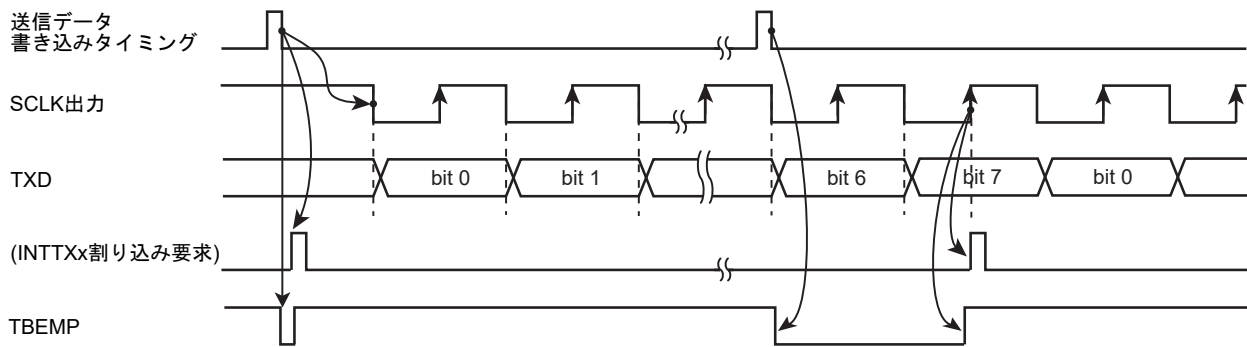 送信データ
書き込みタイミング
SCLK出力
TXD
bit 0
bit 1
bit 6
bit 7
bit 0
(INTTXx割り込み要求)
TBEMP